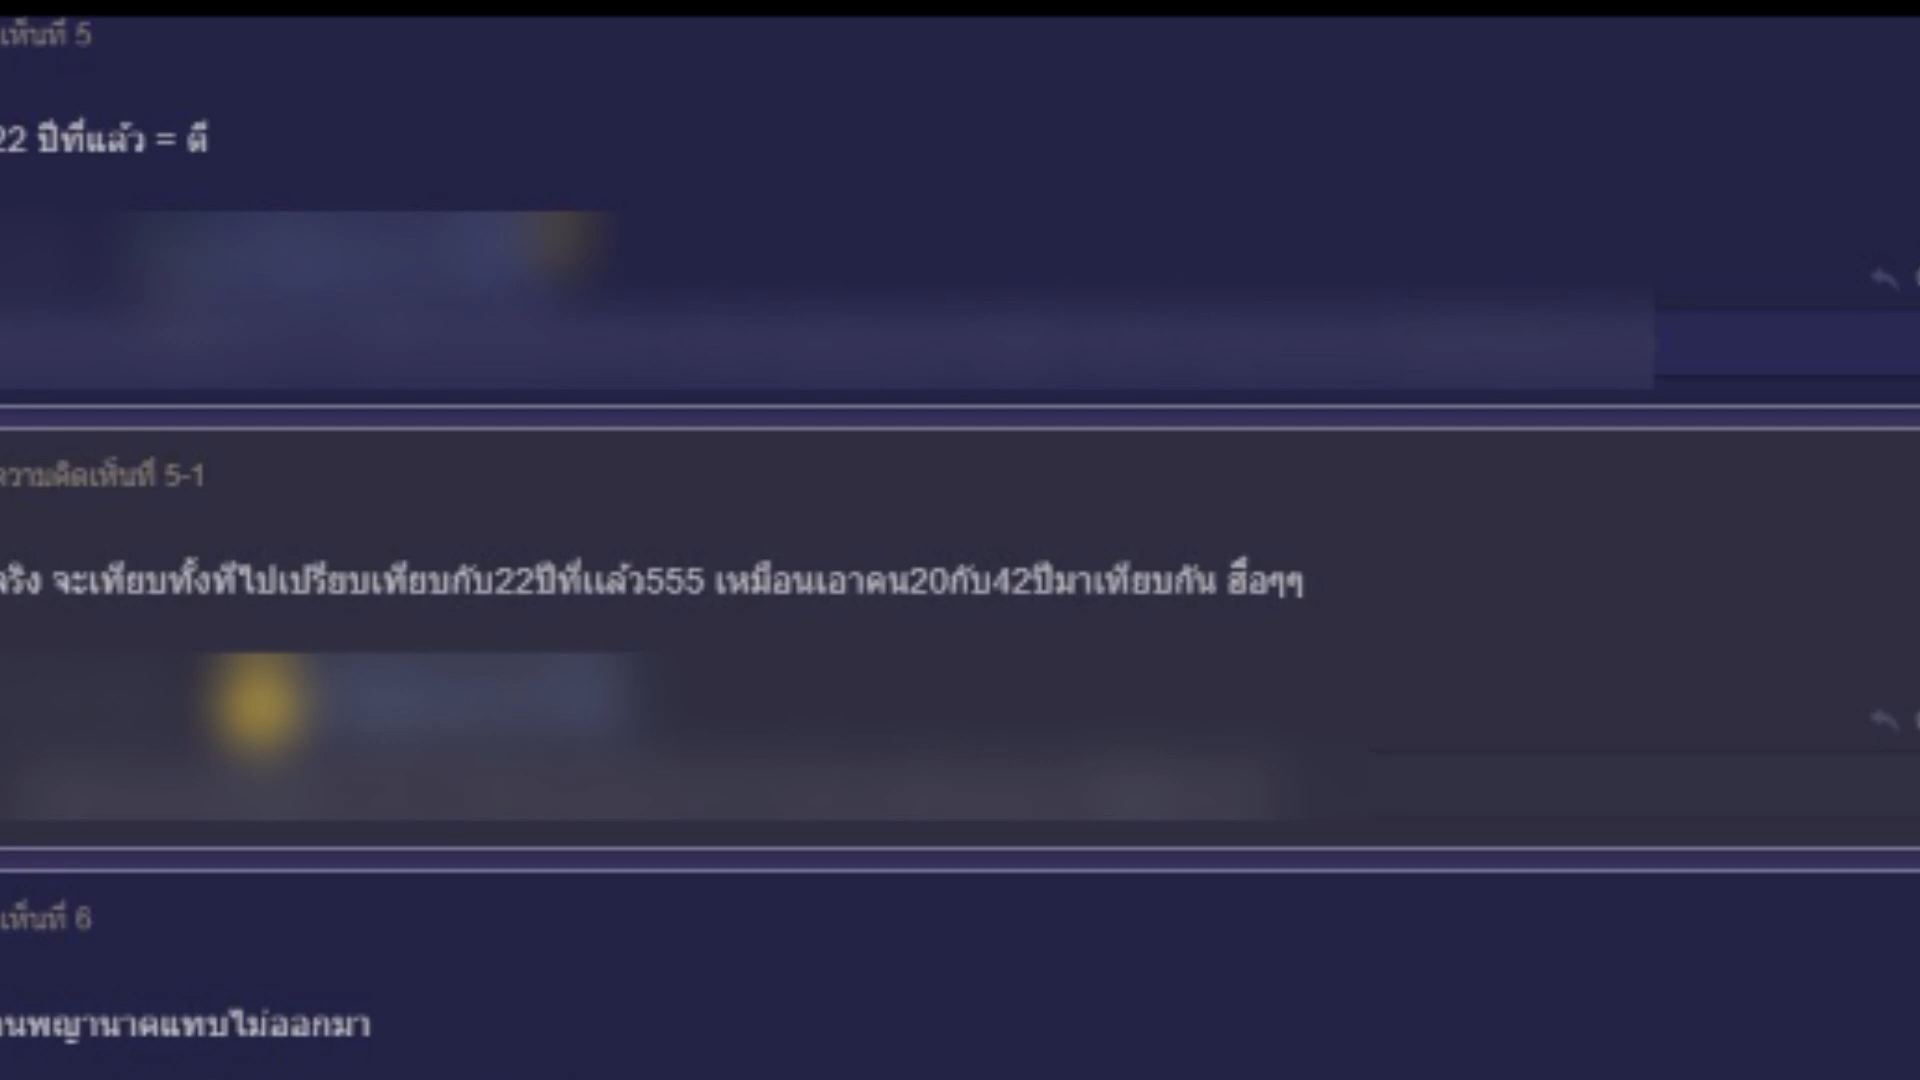 เห็นที่ 5
22 ปีที่แล้ว = ดี
ความคิดเห็นที่ 5-1
จริง จะเทียบทั้งทีไปเปรียบเทียบกับ22ปีที่แล้ว555 เหมือนเอาคน20กับ42ปีมาเทียบกัน ฮื่อๆๆ
เห็นที่ 6
พญานาคแทบไม่ออกมา